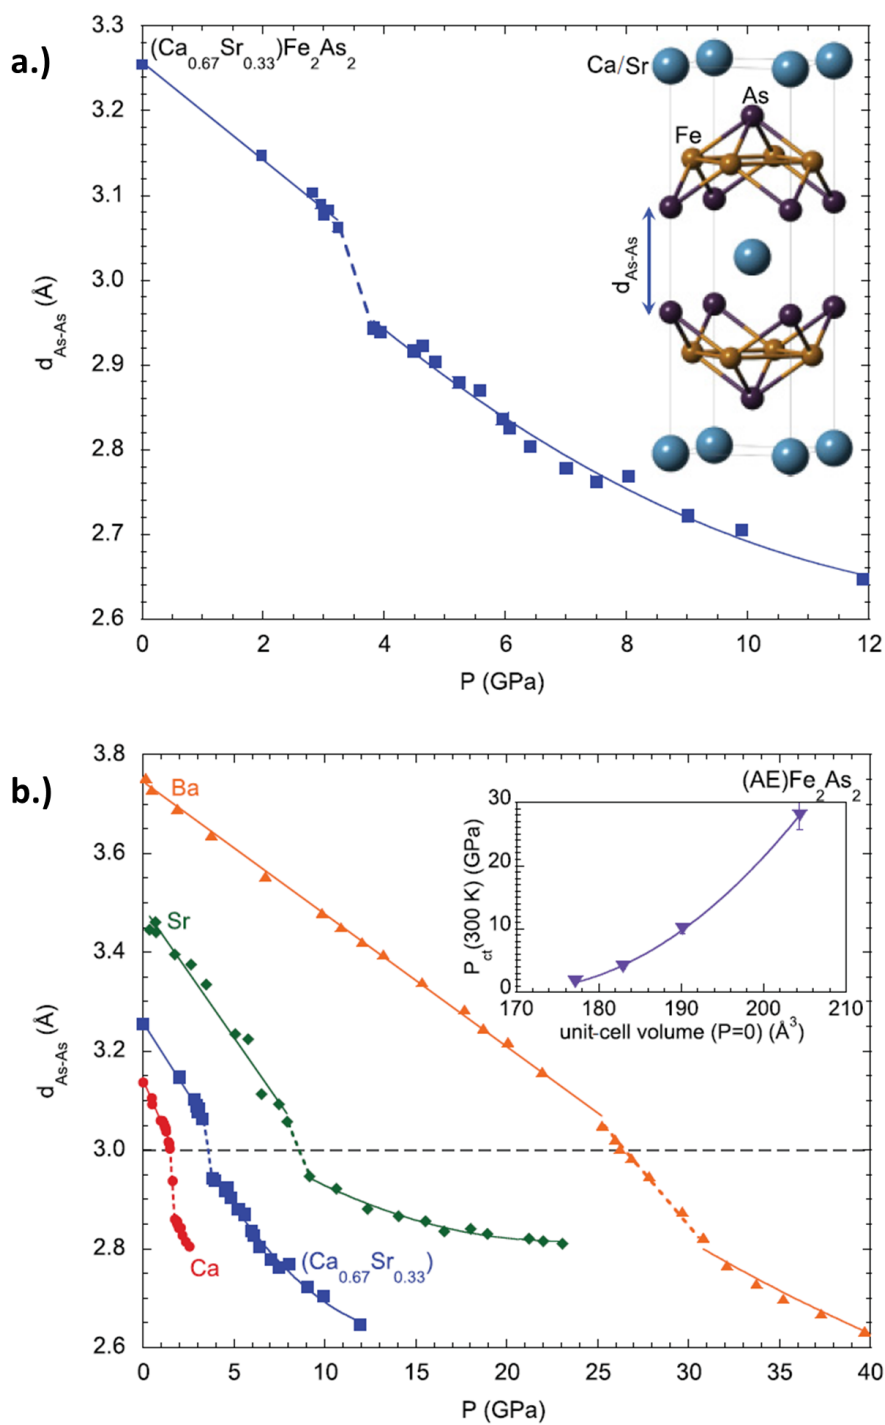 a.)
(Ca0.67Sr0.33)Fe2As2
3.3
3.2
3.1
3.0
2.9
2.8
2.7
2.6
dAs-As (Å)
Ca/Sr
As
Fe
dAs-As
0 2 4 6 8 10 12
P (GPa)
b.)
3.8
3.6
3.4
3.2
3.0
2.8
2.6
dAs-As (Å)
Ba
Sr
Ca
(Ca0.67Sr0.33)
(AE)Fe2As2
30
20
10
0
Pct(300 K) (GPa)
170 180 190 200 210
unit-cell volume (P=0) (Å3)
0 5 10 15 20 25 30 35 40
P (GPa)